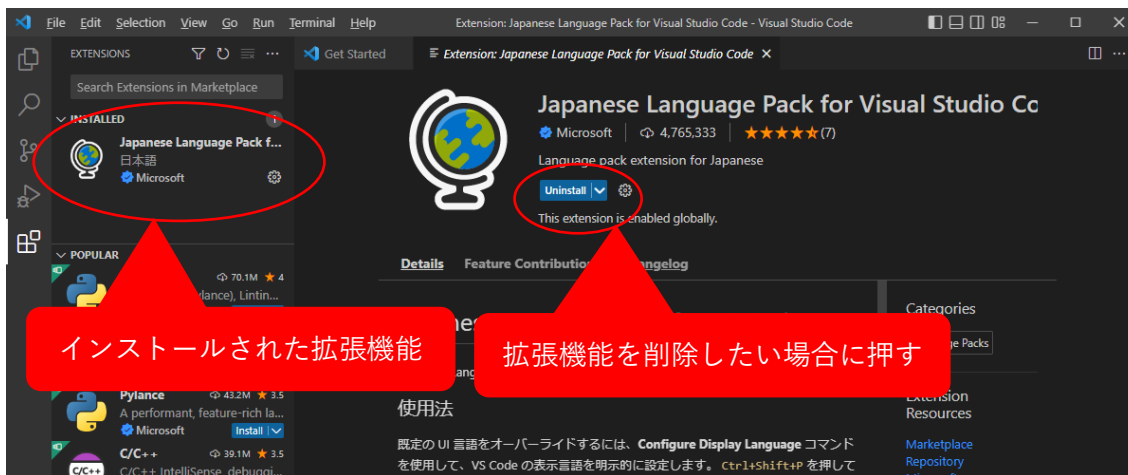 File Edit Selection View Go Run Terminal Help
Extension: Japanese Language Pack for Visual Studio Code - Visual Studio Code
EXTENSIONS
Get Started
Extension: Japanese Language Pack for Visual Studio Code
Search Extensions in Marketplace
INSTALLED
1
Japanese Language Pack f...
日本語
Microsoft
Japanese Language Pack for Visual Studio Co
Microsoft
4,765,333
(7)
Language pack extension for Japanese
Uninstall
This extension is enabled globally.
POPULAR
70.1M 4
Lintin...
インストールされた拡張機能
拡張機能を削除したい場合に押す
Pylance 43.2M 3.5
A performant, feature-rich la...
Microsoft
Install
C/C++ 39.1M 3.5
C/C++ IntelliSense, debuggi...
C/C++
Details Feature
使用法
既定の UI 言語をオーバーライドするには、Configure Display Language コマンド
を使用して、VS Code の表示言語を明示的に設定します。 Ctrl+Shift+P を押して
Categories
Packs
Extension
Resources
Marketplace
Repository